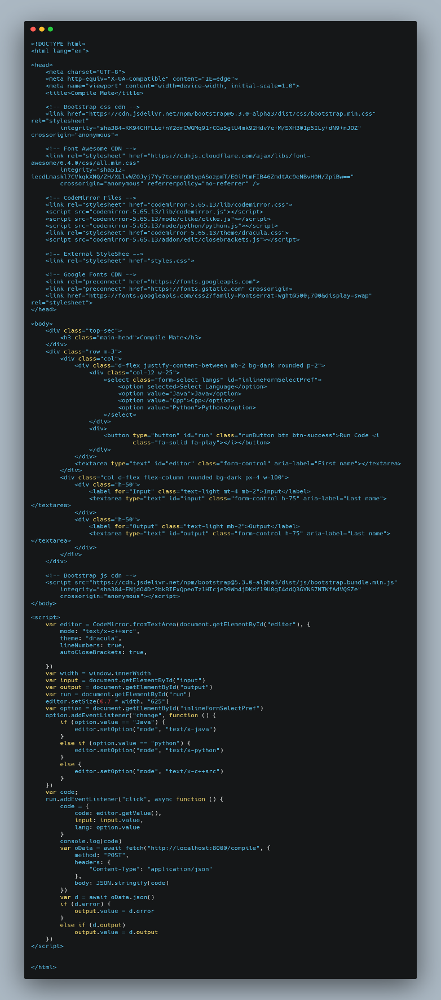 <!DOCTYPE html>
<html lang="en">

<head>
    <meta charset="UTF-8">
    <meta http-equiv="X-UA-Compatible" content="IE=edge">
    <meta name="viewport" content="width=device-width, initial-scale=1.0">
    <title>Compile Mate</title>

    <!-- Bootstrap css cdn -->
    <link href="https://cdn.jsdelivr.net/npm/bootstrap@5.3.0-alpha3/dist/css/bootstrap.min.css"
rel="stylesheet"
        integrity="sha384-KK94CHFLLe+nY2dmCWGMq91rCGa5gtU4mk92HdvYe+M/SXH301p5ILy+dN9+nJOZ"
crossorigin="anonymous">

    <!-- Font Awesome CDN -->
    <link rel="stylesheet" href="https://cdnjs.cloudflare.com/ajax/libs/font-
awesome/6.4.0/css/all.min.css"
        integrity="sha512-
iecdLmaskl7CVkqkXNQ/ZH/XLlvWZOJyj7Yy7tcenmpD1ypASozpmT/E0iPtmFIB46ZmdtAc9eNBvH0H/ZpiBw=="
        crossorigin="anonymous" referrerpolicy="no-referrer" />

    <!-- CodeMirror Files -->
    <link rel="stylesheet" href="codemirror-5.65.13/lib/codemirror.css">
    <script src="codemirror-5.65.13/lib/codemirror.js"></script>
    <script src="codemirror-5.65.13/mode/clike/clike.js"></script>
    <script src="codemirror-5.65.13/mode/python/python.js"></script>
    <link rel="stylesheet" href="codemirror-5.65.13/theme/dracula.css">
    <script src="codemirror-5.65.13/addon/edit/closebrackets.js"></script>

    <!-- External StyleShee -->
    <link rel="stylesheet" href="styles.css">

    <!-- Google Fonts CDN -->
    <link rel="preconnect" href="https://fonts.googleapis.com">
    <link rel="preconnect" href="https://fonts.gstatic.com" crossorigin>
    <link href="https://fonts.googleapis.com/css2?family=Montserrat:wght@500;700&display=swap"
rel="stylesheet">
</head>

<body>
    <div class="top-sec">
        <h3 class="main-head">Compile Mate</h3>
    </div>
    <div class="row m-3">
        <div class="col">
            <div class="d-flex justify-content-between mb-2 bg-dark rounded p-2">
                <div class="col-12 w-25">
                    <select class="form-select langs" id="inlineFormSelectPref">
                        <option selected>Select Language</option>
                        <option value="Java">Java</option>
                        <option value="Cpp">Cpp</option>
                        <option value="Python">Python</option>
                    </select>
                </div>
                <div>
                    <button type="button" id="run" class="runButton btn btn-success">Run Code <i
                            class="fa-solid fa-play"></i></button>
                </div>
            </div>
            <textarea type="text" id="editor" class="form-control" aria-label="First name"></textarea>
        </div>
        <div class="col d-flex flex-column rounded bg-dark px-4 w-100">
            <div class="h-50">
                <label for="Input" class="text-light mt-4 mb-2">Input</label>
                <textarea type="text" id="input" class="form-control h-75" aria-label="Last name">
</textarea>
            </div>
            <div class="h-50">
                <label for="Output" class="text-light mb-2">Output</label>
                <textarea type="text" id="output" class="form-control h-75" aria-label="Last name">
</textarea>
            </div>
        </div>
    </div>

    <!-- Bootstrap js cdn -->
    <script src="https://cdn.jsdelivr.net/npm/bootstrap@5.3.0-alpha3/dist/js/bootstrap.bundle.min.js"
        integrity="sha384-ENjdO4Dr2bkBIFxQpeoTz1HIcje39Wm4jDKdf19U8gI4ddQ3GYNS7NTKfAdVQSZe"
        crossorigin="anonymous"></script>
</body>

<script>
    var editor = CodeMirror.fromTextArea(document.getElementById("editor"), {
        mode: "text/x-c++src",
        theme: "dracula",
        lineNumbers: true,
        autoCloseBrackets: true,

    })
    var width = window.innerWidth
    var input = document.getElementById("input")
    var output = document.getElementById("output")
    var run = document.getElementById("run")
    editor.setSize(0.7 * width, "625")
    var option = document.getElementById("inlineFormSelectPref")
    option.addEventListener("change", function () {
        if (option.value == "Java") {
            editor.setOption("mode", "text/x-java")
        }
        else if (option.value == "python") {
            editor.setOption("mode", "text/x-python")
        }
        else {
            editor.setOption("mode", "text/x-c++src")
        }
    })
    var code;
    run.addEventListener("click", async function () {
        code = {
            code: editor.getValue(),
            input: input.value,
            lang: option.value
        }
        console.log(code)
        var oData = await fetch("http://localhost:8000/compile", {
            method: "POST",
            headers: {
                "Content-Type": "application/json"
            },
            body: JSON.stringify(code)
        })
        var d = await oData.json()
        if (d.error) {
            output.value = d.error
        }
        else if (d.output)
            output.value = d.output
    })
</script>


</html>